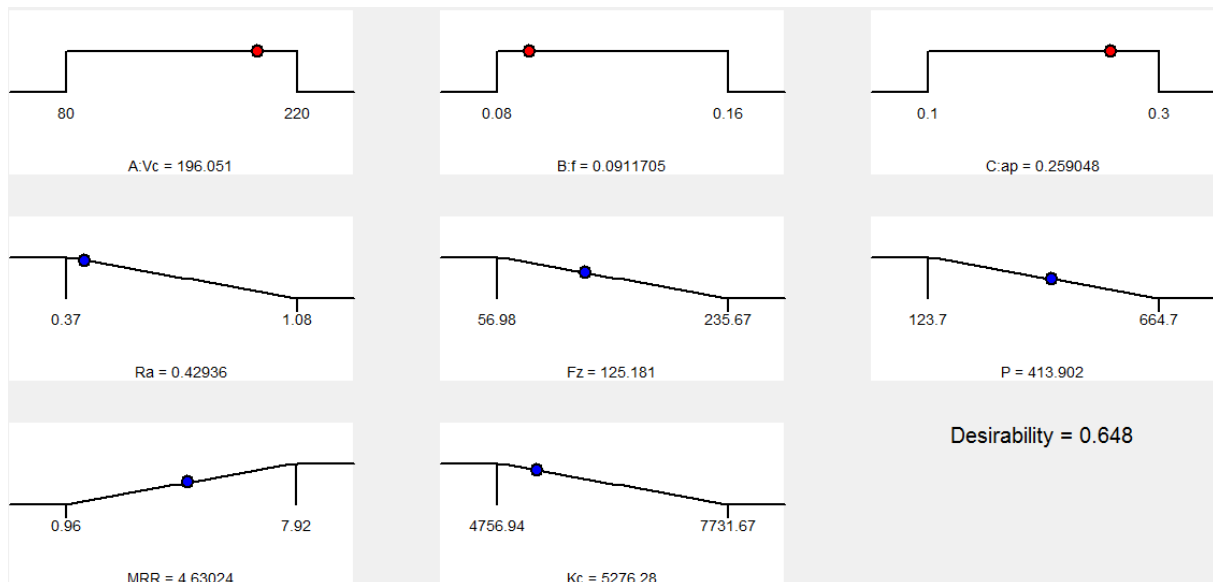 80 220
A:Vc = 196.051
0.08 0.16
B:f = 0.0911705
0.1 0.3
C:ap = 0.259048
0.37 1.08
Ra = 0.42936
56.98 235.67
Fz = 125.181
123.7 664.7
P = 413.902
0.96 7.92
MRR = 4.63024
4756.94 7731.67
Kc = 5276.28
Desirability = 0.648